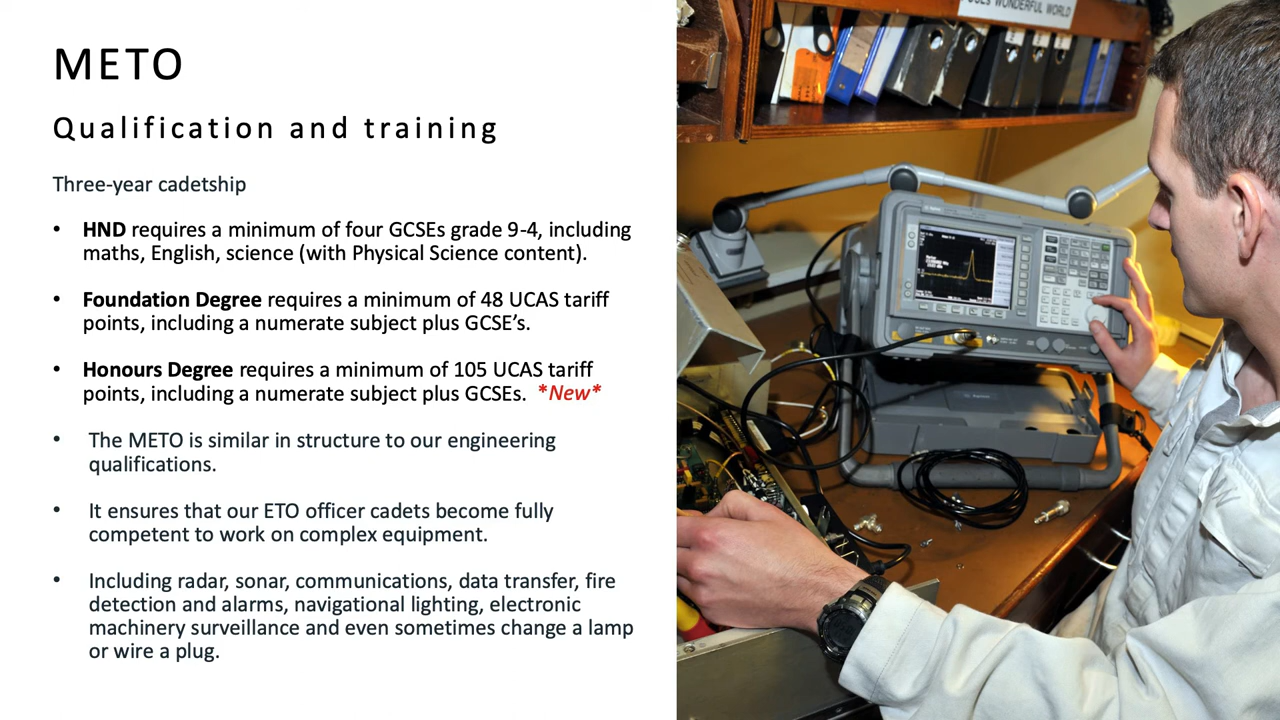 METO
Qualification and training
Three-year cadetship
• HND requires a minimum of four GCSEs grade 9-4, including
maths, English, science (with Physical Science content).
• Foundation Degree requires a minimum of 48 UCAS tariff
points, including a numerate subject plus GCSE’s.
• Honours Degree requires a minimum of 105 UCAS tariff
points, including a numerate subject plus GCSEs. *New*
• The METO is similar in structure to our engineering
qualifications.
• It ensures that our ETO officer cadets become fully
competent to work on complex equipment.
• Including radar, sonar, communications, data transfer, fire
detection and alarms, navigational lighting, electronic
machinery surveillance and even sometimes change a lamp
or wire a plug.
WONDERFUL WORLD